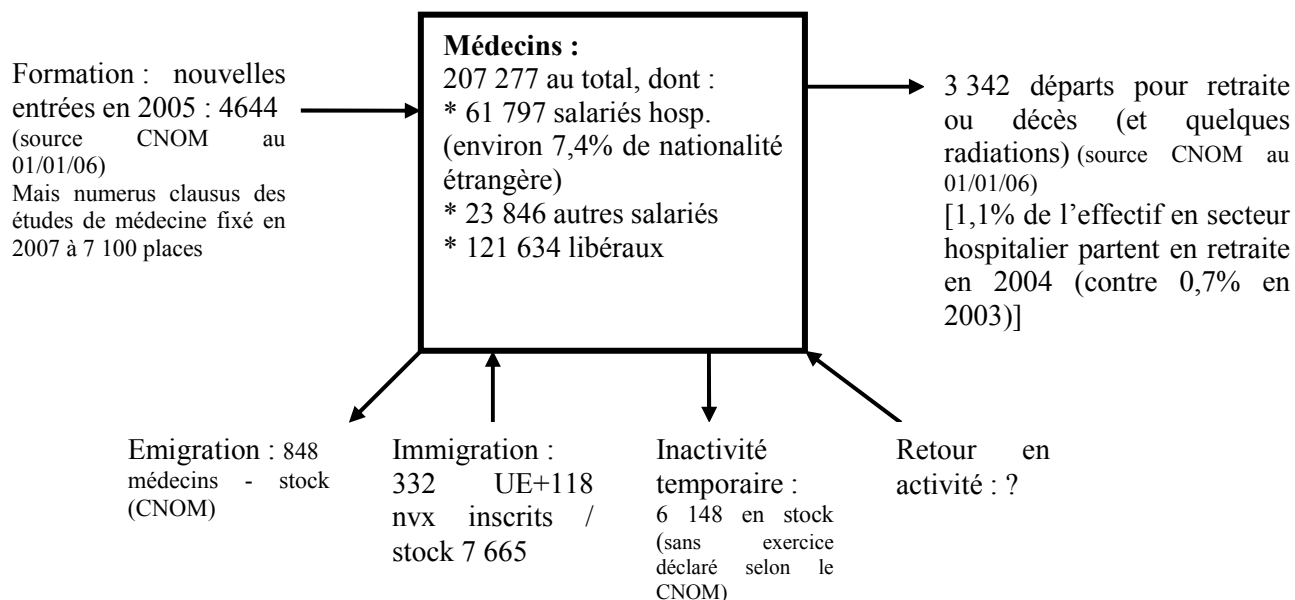 Formation : nouvelles
entrées en 2005 : 4644
(source CNOM au
01/01/06)
Mais numerus clausus des
études de médecine fixé en
2007 à 7 100 places
Médecins :
207 277 au total, dont :
* 61 797 salariés hosp.
(environ 7,4% de nationalité
étrangère)
* 23 846 autres salariés
* 121 634 libéraux
3 342 départs pour retraite
ou décès (et quelques
radiations) (source CNOM au
01/01/06)
[1,1% de l’effectif en secteur
hospitalier partent en retraite
en 2004 (contre 0,7% en
2003)]
Emigration : 848
médecins - stock
(CNOM)
Immigration :
332 UE+118
nvx inscrits /
stock 7 665
Inactivité
temporaire :
6 148 en stock
(sans exercice
déclaré selon le
CNOM)
Retour en
activité : ?